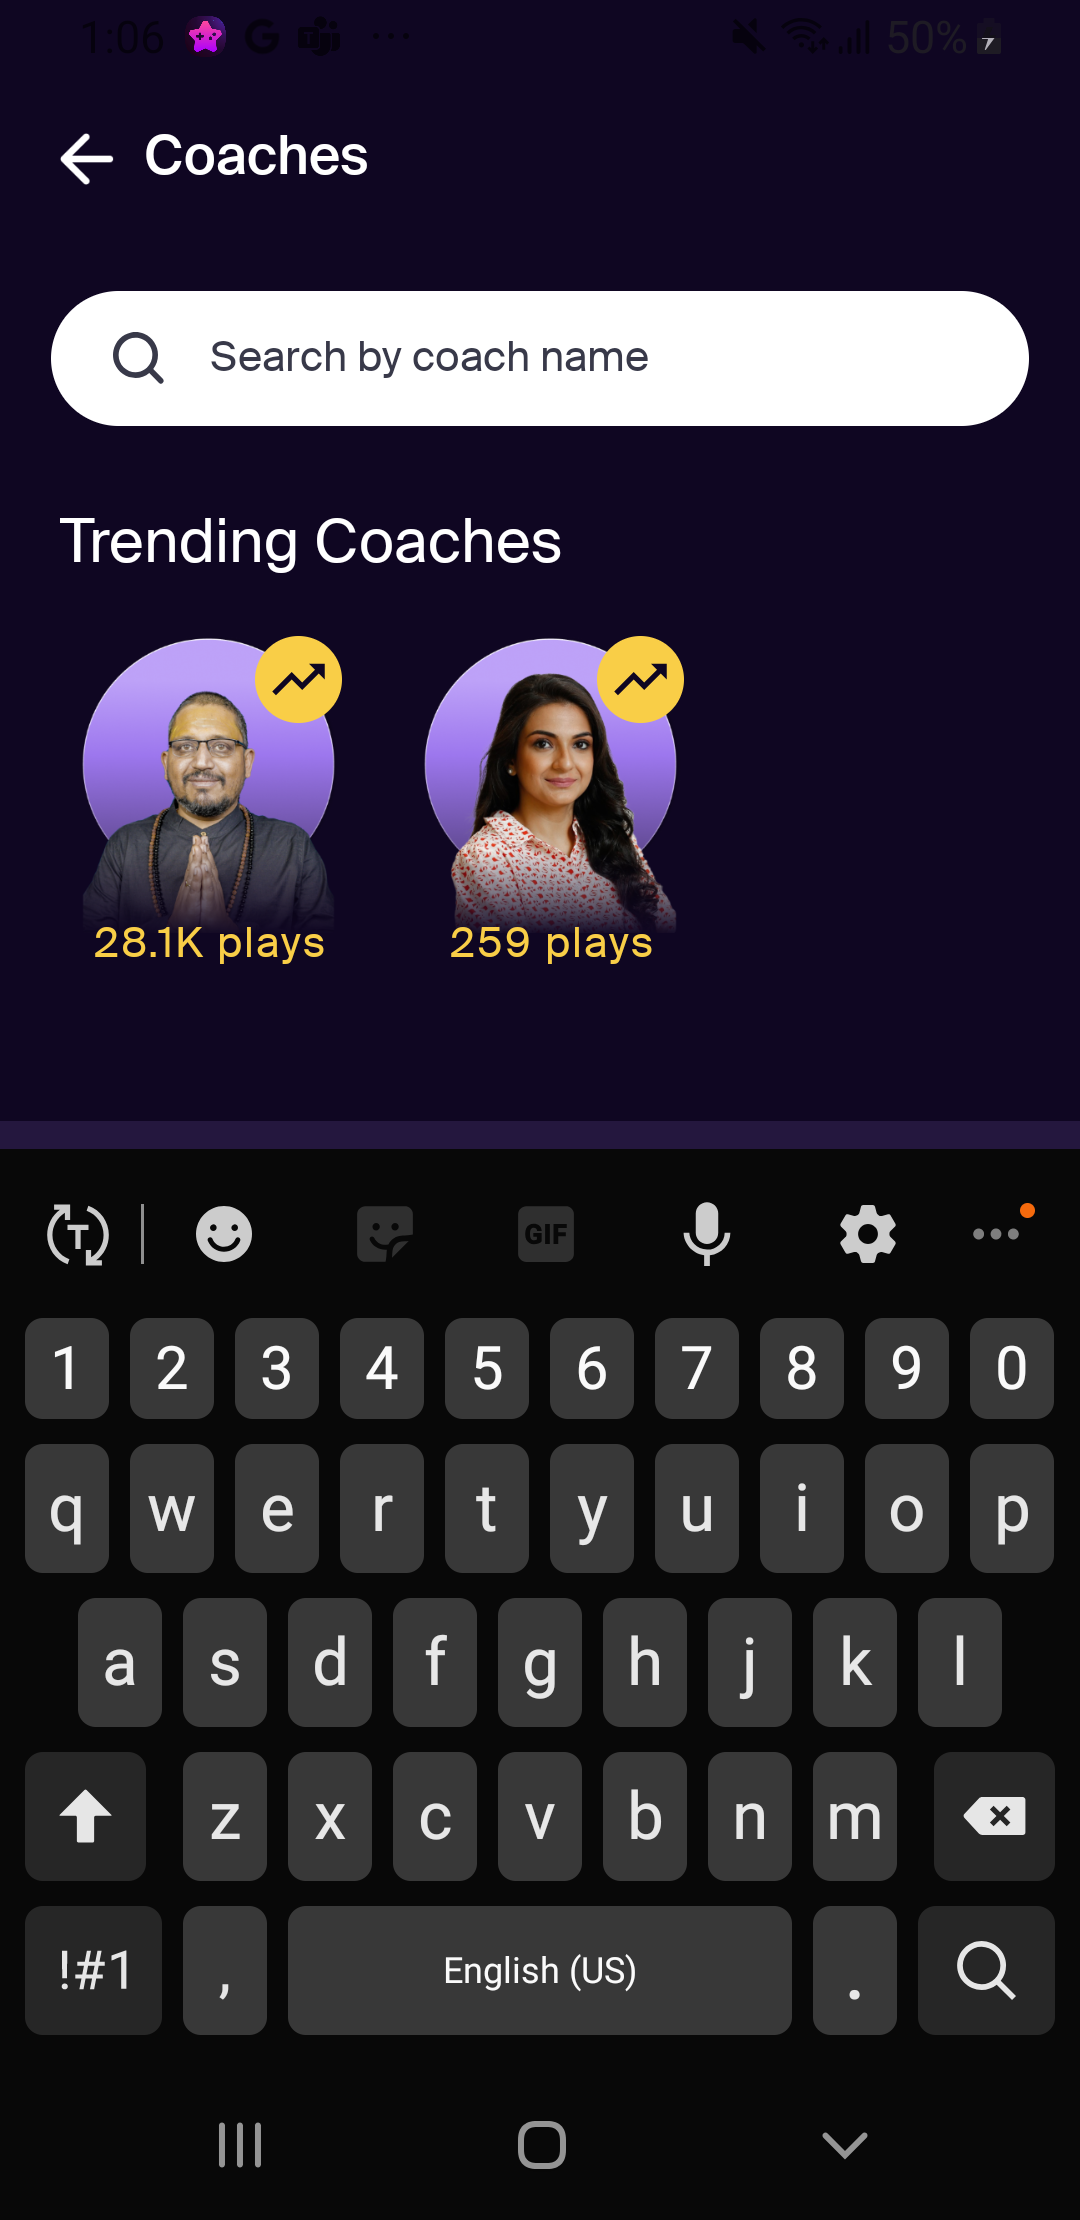 1:06 G T ... 50%
Coaches
Search by coach name
Trending Coaches
28.1K plays 259 plays
T GIF
1 2 3 4 5 6 7 8 9 0
q w e r t y u i o p
a s d f g h j k l
z x c v b n m
!#1 , English (US) .